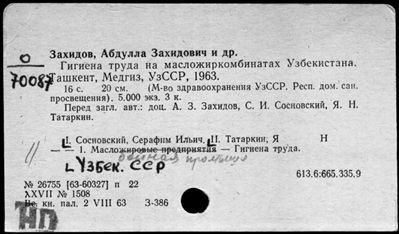 Захидов, Абдулла Захидович и др.
О
70087
Гигиена труда на масложиркомбинатах Узбекистана.
Ташкент, Медгиз, УзССР, 1963.
16 с. 20 см. (М-во здравоохранения УзССР. Респ. дом. сан.
просвещения). 5.000 экз. 3 к.
Перед загл. авт.: доц. А. З. Захидов, С. И. Сосновский, Я. Н.
Татаркин.
I. Сосновский, Серафим Ильич. II. Татаркин, Я Н
— 1. Масложировые предприятия — Гигиена труда.
Узбек. ССР
613.6:665.335.9
№ 26755 [63-60327] п 22
XXVII № 1508
Вс. кн. пал. 2 VIII 63 З-386
НП